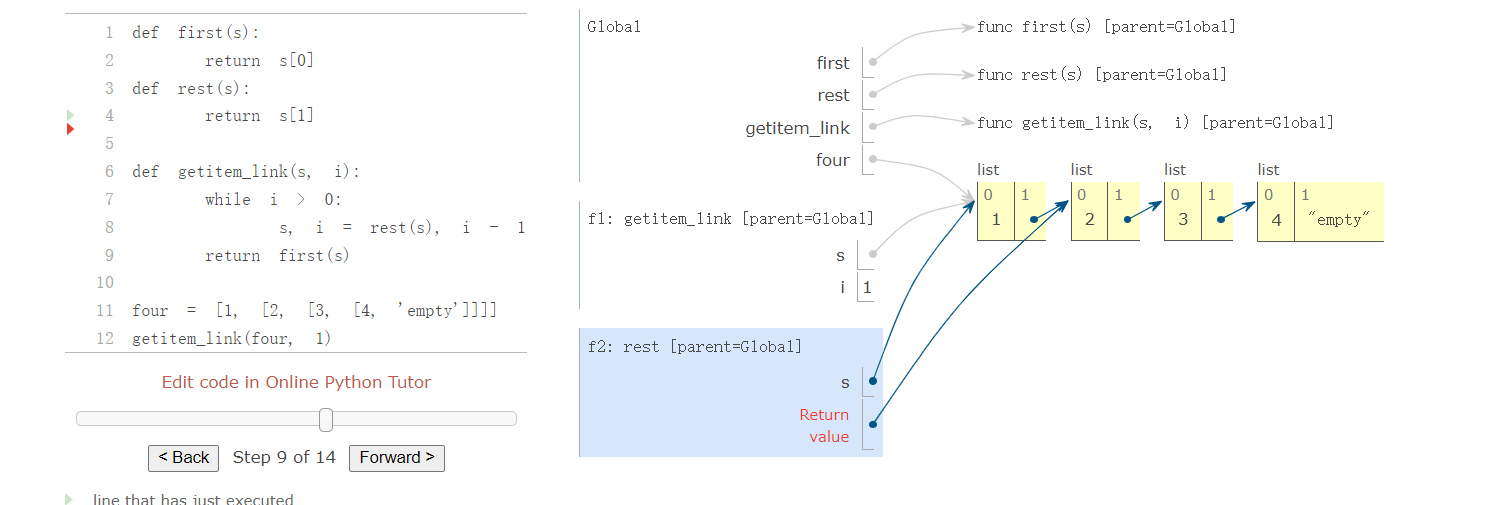 1 def first(s):
2 return s[0]
3 def rest(s):
4 return s[1]
5
6 def getitem_link(s, i):
7 while i > 0:
8 s, i = rest(s), i - 1
9 return first(s)
10
11 four = [1, [2, [3, [4, 'empty']]]]
12 getitem_link(four, 1)
Edit code in Online Python Tutor
< Back Step 9 of 14 Forward >
line that has just executed
Global
first
rest
getitem_link
four
f1: getitem_link [parent=Global]
s
i 1
f2: rest [parent=Global]
s
Return
value
func first(s) [parent=Global]
func rest(s) [parent=Global]
func getitem_link(s, i) [parent=Global]
list list list list
0 1 0 1 0 1 0 1
1 2 3 4 "empty"